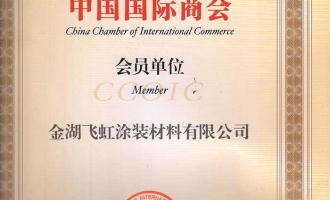 中国国际商会
China Chamber of International Commerce
会员单位
CCOIC
Member
金湖飞虹涂装材料有限公司